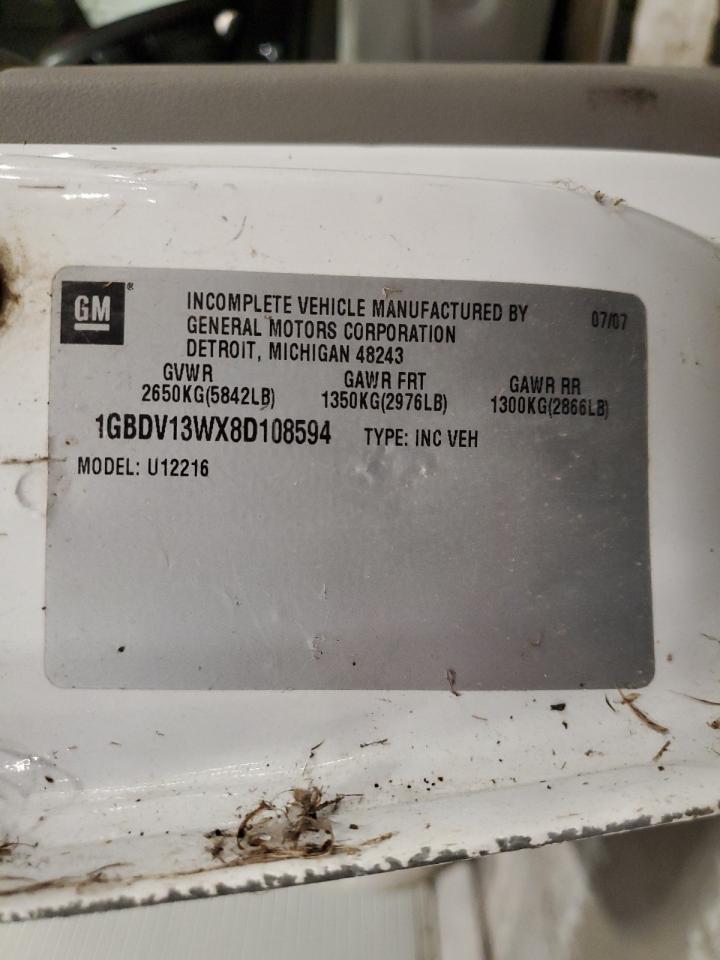 GM®
INCOMPLETE VEHICLE MANUFACTURED BY
GENERAL MOTORS CORPORATION
DETROIT, MICHIGAN 48243
07/07
GVWR GAWR FRT GAWR RR
2650KG(5842LB) 1350KG(2976LB) 1300KG(2866LB)
1GBDV13WX8D108594 TYPE: INC VEH
MODEL: U12216